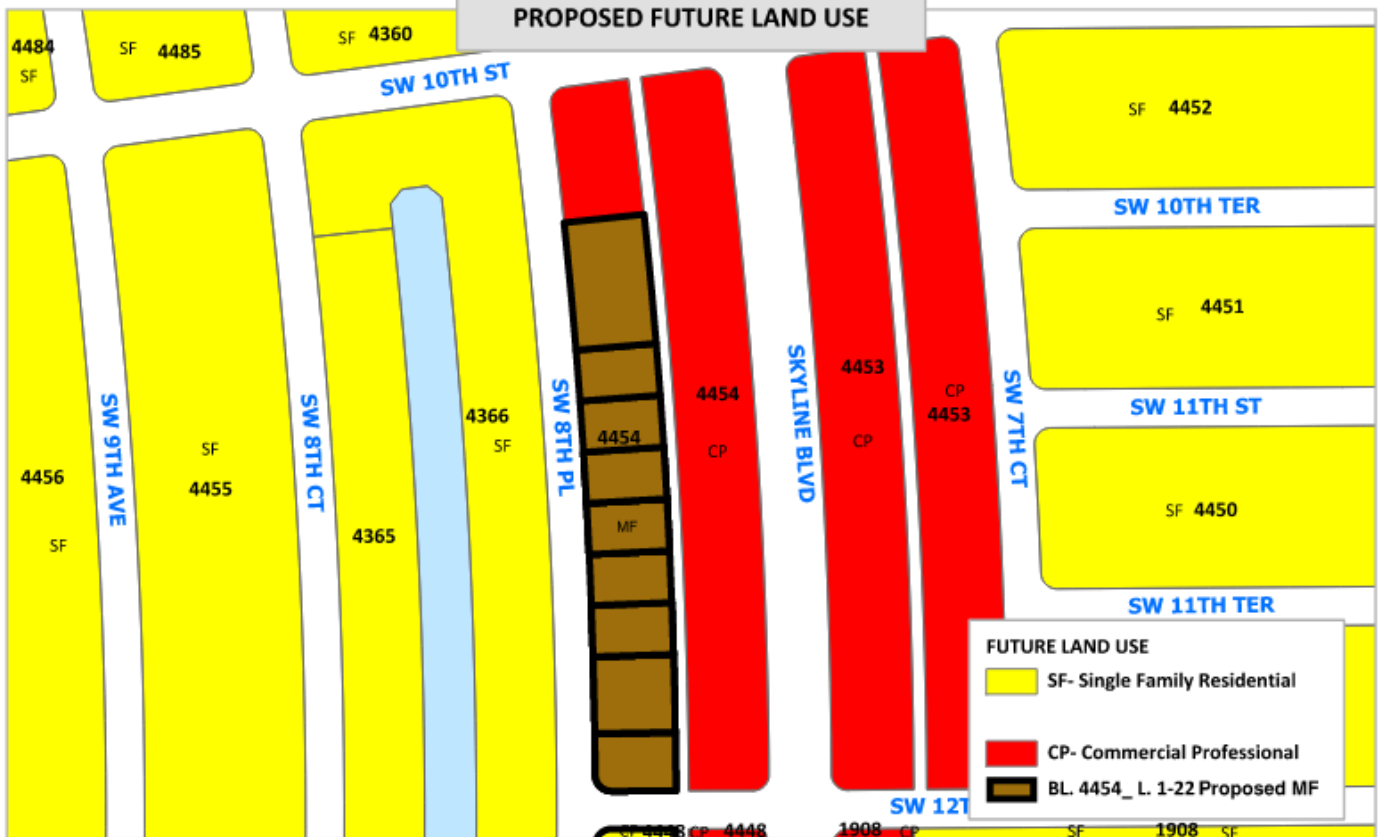 PROPOSED FUTURE LAND USE
4484
SF
SF 4485
SF 4360
SW 10TH ST
SF 4452
SW 10TH TER
SF 4451
SW 11TH ST
SF 4450
SW 11TH TER
4456
SF
SW 9TH AVE
SF
4455
SW 8TH CT
4365
4366
SF
SW 8TH PL
4454
MF
4454
CP
SKYLINE BLVD
4453
CP
CP
4453
SW 7TH CT
FUTURE LAND USE
SF- Single Family Residential
CP- Commercial Professional
BL. 4454_ L. 1-22 Proposed MF
SW 12T
4448 CP 4448
1908 CP
SF 1908 SF